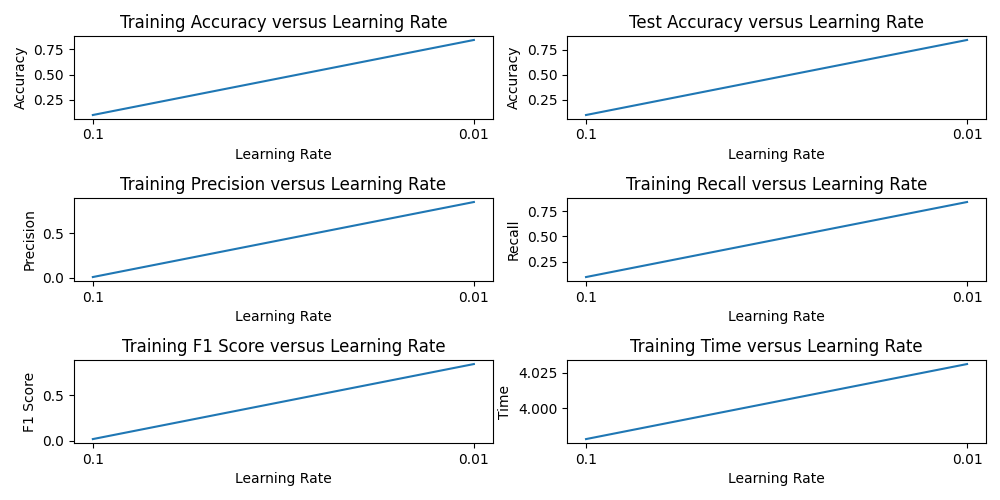 Training Accuracy versus Learning Rate
Accuracy
0.75
0.50
0.25
0.1
0.01
Learning Rate
Test Accuracy versus Learning Rate
Accuracy
0.75
0.50
0.25
0.1
0.01
Learning Rate
Training Precision versus Learning Rate
Precision
0.5
0.0
0.1
0.01
Learning Rate
Training Recall versus Learning Rate
Recall
0.75
0.50
0.25
0.1
0.01
Learning Rate
Training F1 Score versus Learning Rate
F1 Score
0.5
0.0
0.1
0.01
Learning Rate
Training Time versus Learning Rate
Time
4.025
4.000
0.1
0.01
Learning Rate